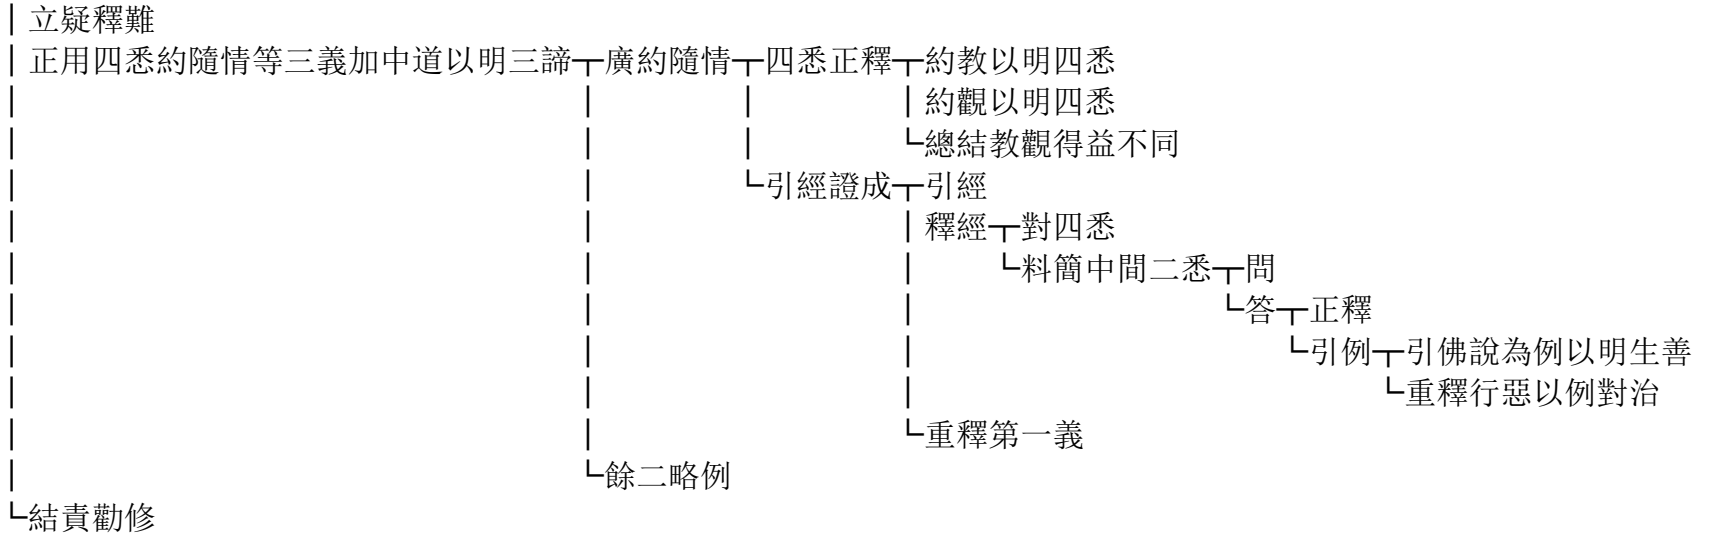 │立疑釋難
│正用四悉約隨情等三義加中道以明三諦┬廣約隨情┬四悉正釋┬約教以明四悉
│ │ │ │約觀以明四悉
│ │ │ └總結教觀得益不同
│ │ └引經證成┬引經
│ │ │釋經┬對四悉
│ │ │ └料簡中間二悉┬問
│ │ │ └答┬正釋
│ │ │ └引例┬引佛說為例以明生善
│ │ │ └重釋行惡以例對治
│ │ └重釋第一義
│ └餘二略例
└結責勸修